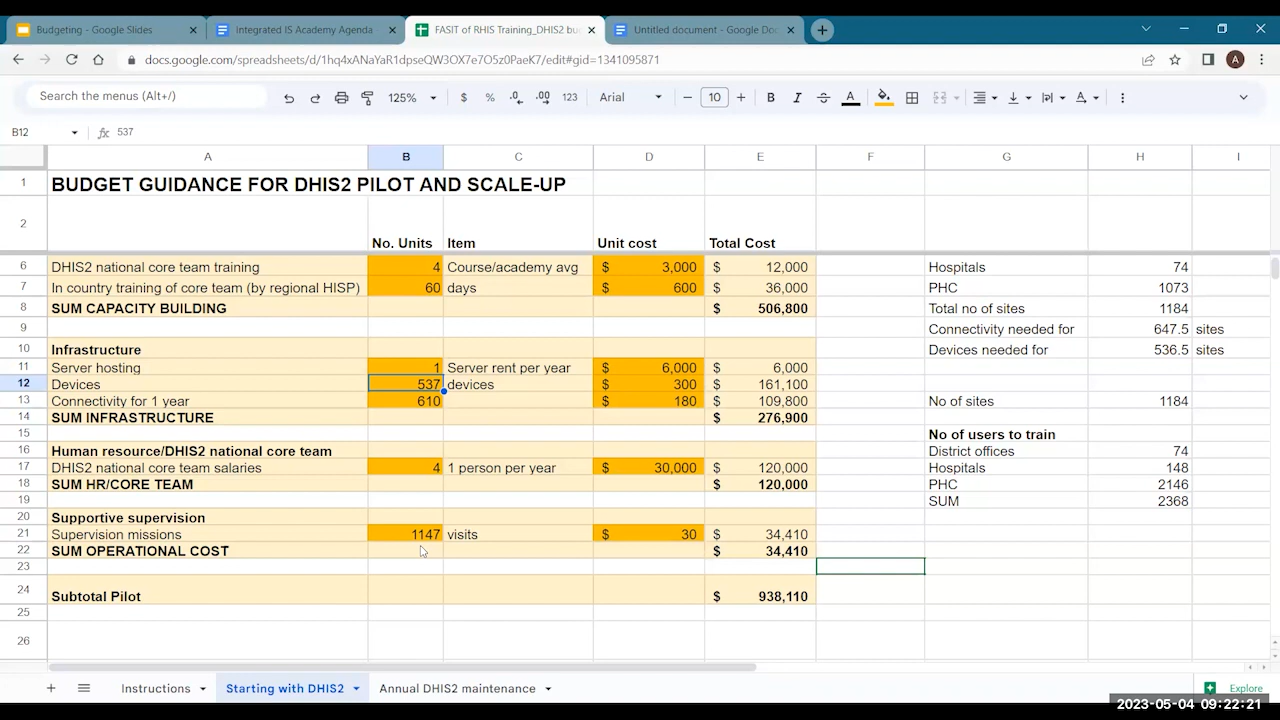 Budgeting - Google Slides
Integrated IS Academy Agenda
FASIT of RHIS Training_DHIS2 bu
Untitled document - Google Doc
docs.google.com/spreadsheets/d/1hq4xANaYaR1dpseQW3OX7e7O5z0PaeK7/edit#gid=1341095871
A
Search the menus (Alt+/)
125%
$ % .0 .00 123
Arial
10
B I A
B12
fx 537
A B C D E F G H I
1 BUDGET GUIDANCE FOR DHIS2 PILOT AND SCALE-UP
2 No. Units Item Unit cost Total Cost
6 DHIS2 national core team training 4 Course/academy avg $ 3,000 $ 12,000 Hospitals 74
7 In country training of core team (by regional HISP) 60 days $ 600 $ 36,000 PHC 1073
8 SUM CAPACITY BUILDING $ 506,800 Total no of sites 1184
9 Connectivity needed for 647.5 sites
10 Infrastructure Devices needed for 536.5 sites
11 Server hosting 1 Server rent per year $ 6,000 $ 6,000
12 Devices 537 devices $ 300 $ 161,100
13 Connectivity for 1 year 610 $ 180 $ 109,800 No of sites 1184
14 SUM INFRASTRUCTURE $ 276,900
15 No of users to train
16 Human resource/DHIS2 national core team District offices 74
17 DHIS2 national core team salaries 4 1 person per year $ 30,000 $ 120,000 Hospitals 148
18 SUM HR/CORE TEAM $ 120,000 PHC 2146
19 SUM 2368
20 Supportive supervision
21 Supervision missions 1147 visits $ 30 $ 34,410
22 SUM OPERATIONAL COST $ 34,410
23
24 Subtotal Pilot $ 938,110
25
26
Instructions
Starting with DHIS2
Annual DHIS2 maintenance
Explore
2023-05-04 09:22:21